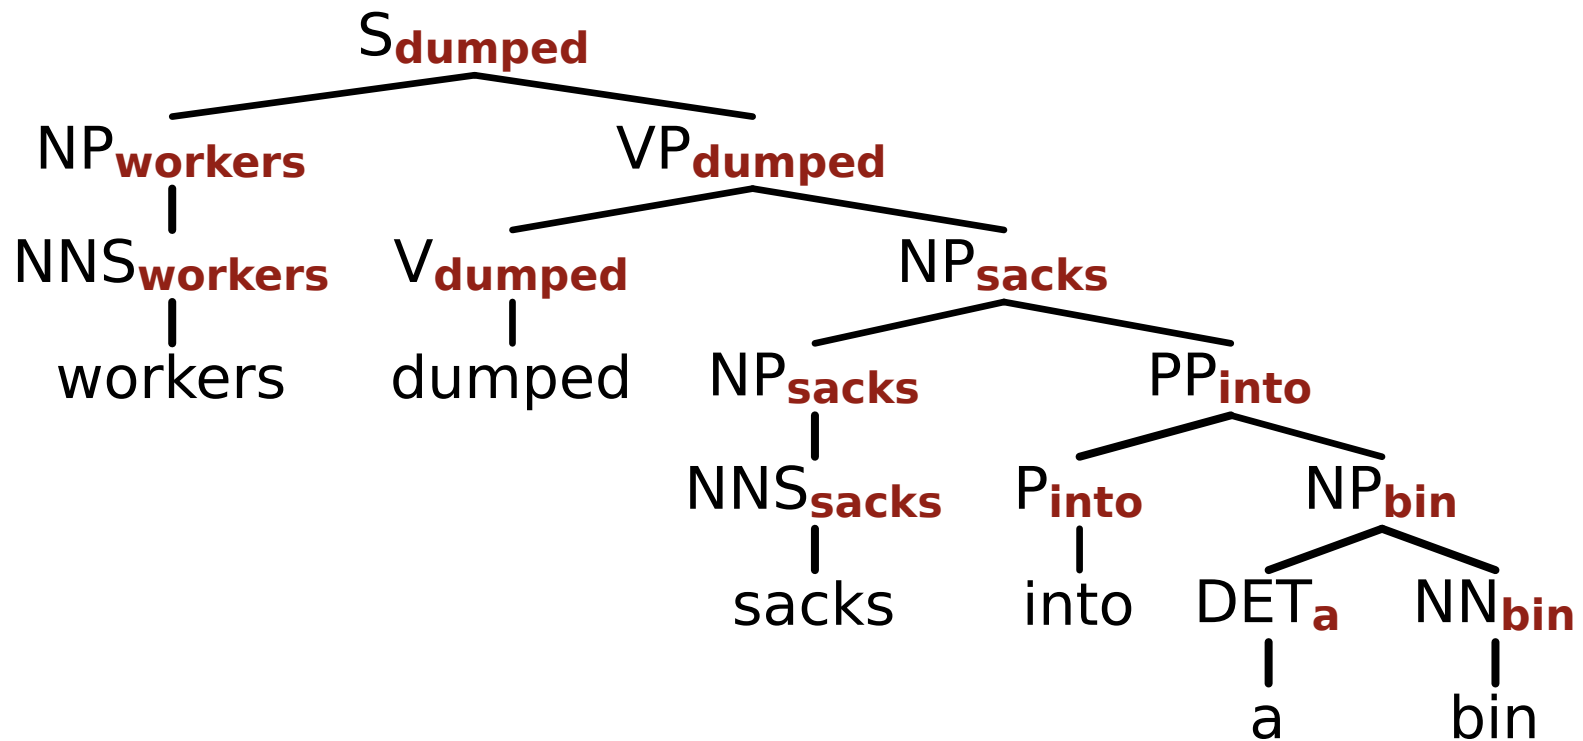 Sdumped
NPworkers VPdumped
NNSworkers Vdumped NPsacks
workers dumped NPsacks PPinto
NNSsacks Pinto NPbin
sacks into DETa NNbin
a bin